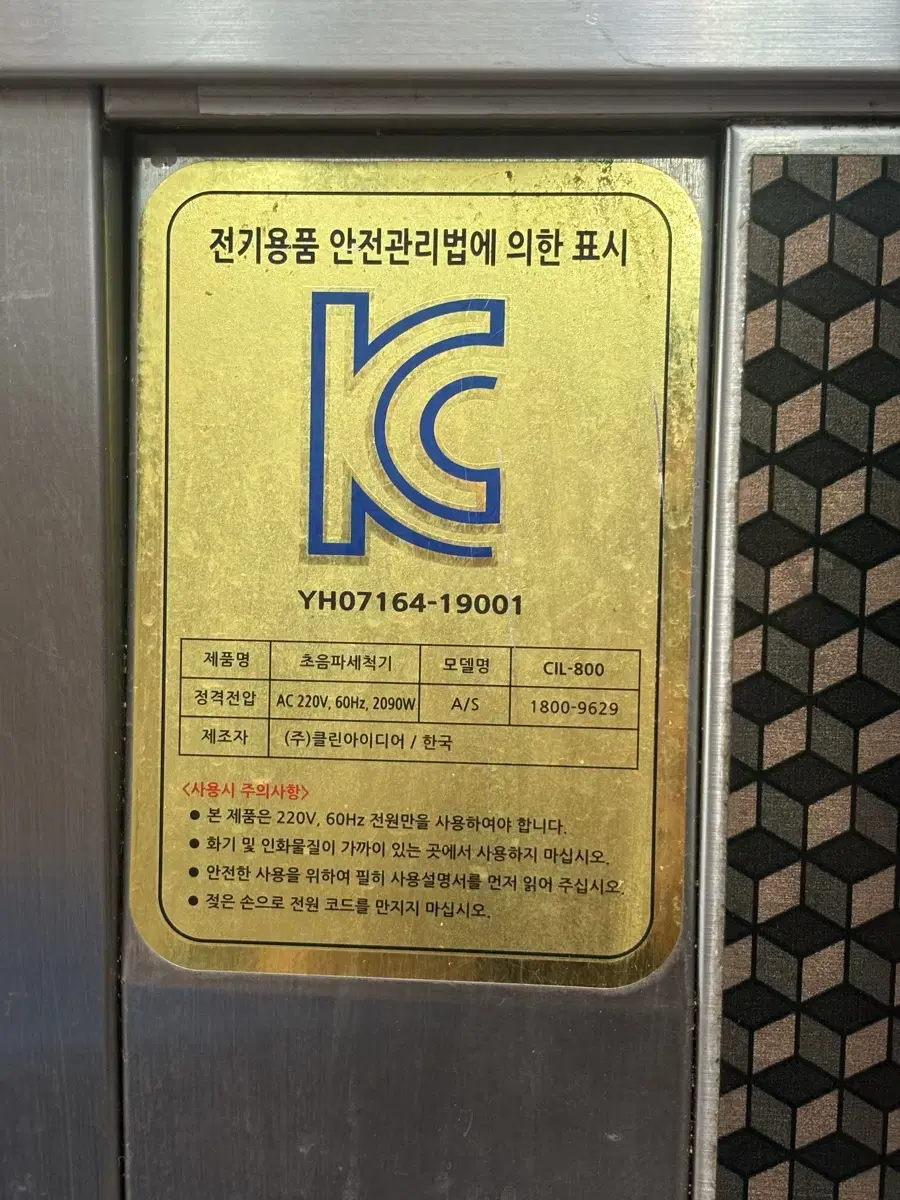 전기용품 안전관리법에 의한 표시
KC
YH07164-19001
제품명 초음파세척기 모델명 CIL-800
정격전압 AC 220V, 60Hz, 2090W A/S 1800-9629
제조자 (주)클린아이디어 / 한국
<사용시 주의사항>
● 본 제품은 220V, 60Hz 전원만을 사용하여야 합니다.
● 화기 및 인화물질이 가까이 있는 곳에서 사용하지 마십시오.
● 안전한 사용을 위하여 필히 사용설명서를 먼저 읽어 주십시오.
● 젖은 손으로 전원 코드를 만지지 마십시오.